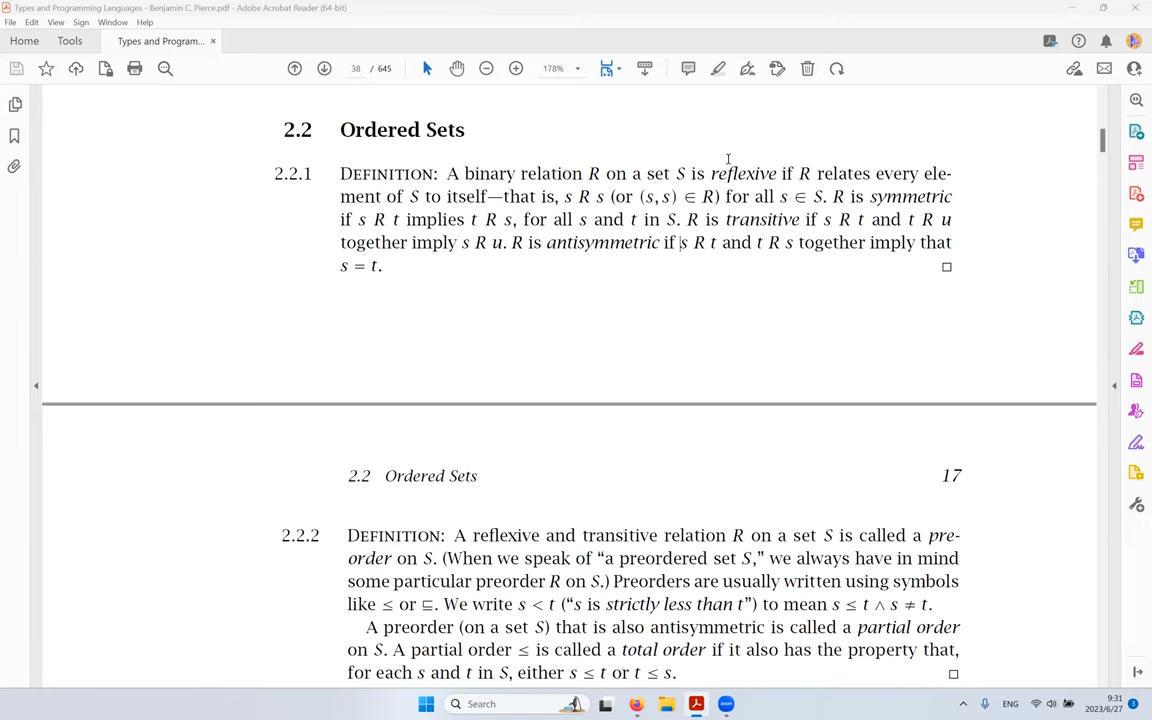 Types and Programming Languages - Benjamin C. Pierce.pdf - Adobe Acrobat Reader (64-bit)
File Edit View Sign Window Help
Home Tools Types and Program... ×
38 / 645 178%
2.2 Ordered Sets
2.2.1 DEFINITION: A binary relation R on a set S is reflexive if R relates every ele-
ment of S to itself—that is, s R s (or (s, s) ∈ R) for all s ∈ S. R is symmetric
if s R t implies t R s, for all s and t in S. R is transitive if s R t and t R u
together imply s R u. R is antisymmetric if s R t and t R s together imply that
s = t. □
2.2 Ordered Sets 17
2.2.2 DEFINITION: A reflexive and transitive relation R on a set S is called a pre-
order on S. (When we speak of “a preordered set S,” we always have in mind
some particular preorder R on S.) Preorders are usually written using symbols
like ≤ or ⊑. We write s < t (“s is strictly less than t”) to mean s ≤ t ∧ s ≠ t.
A preorder (on a set S) that is also antisymmetric is called a partial order
on S. A partial order ≤ is called a total order if it also has the property that,
for each s and t in S, either s ≤ t or t ≤ s. □
Search ENG 9:31
2023/6/27 3